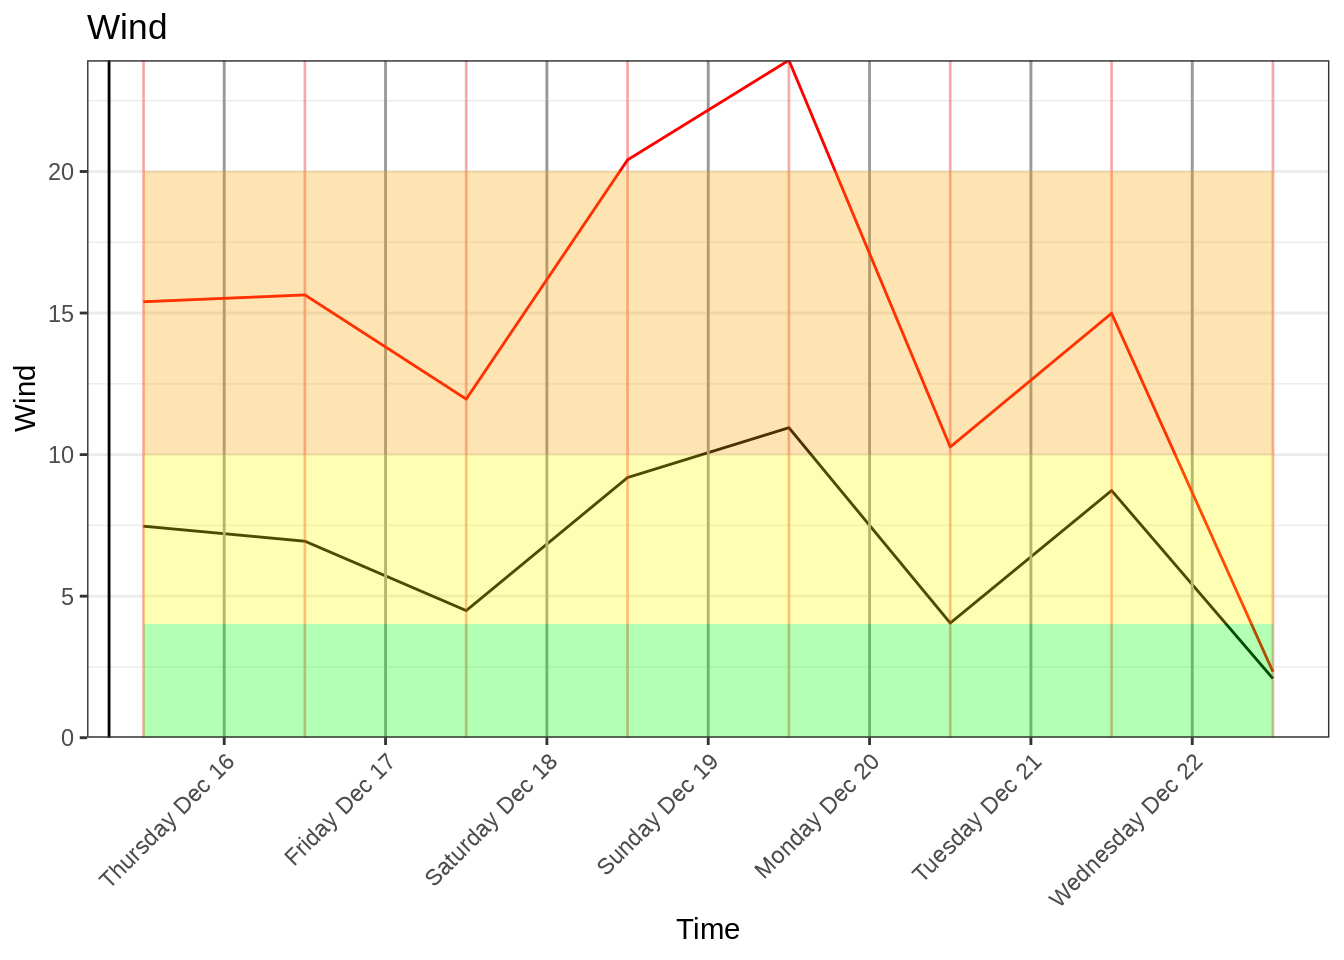 Wind
Wind
20
15
10
5
0
Thursday Dec 16
Friday Dec 17
Saturday Dec 18
Sunday Dec 19
Monday Dec 20
Tuesday Dec 21
Wednesday Dec 22
Time